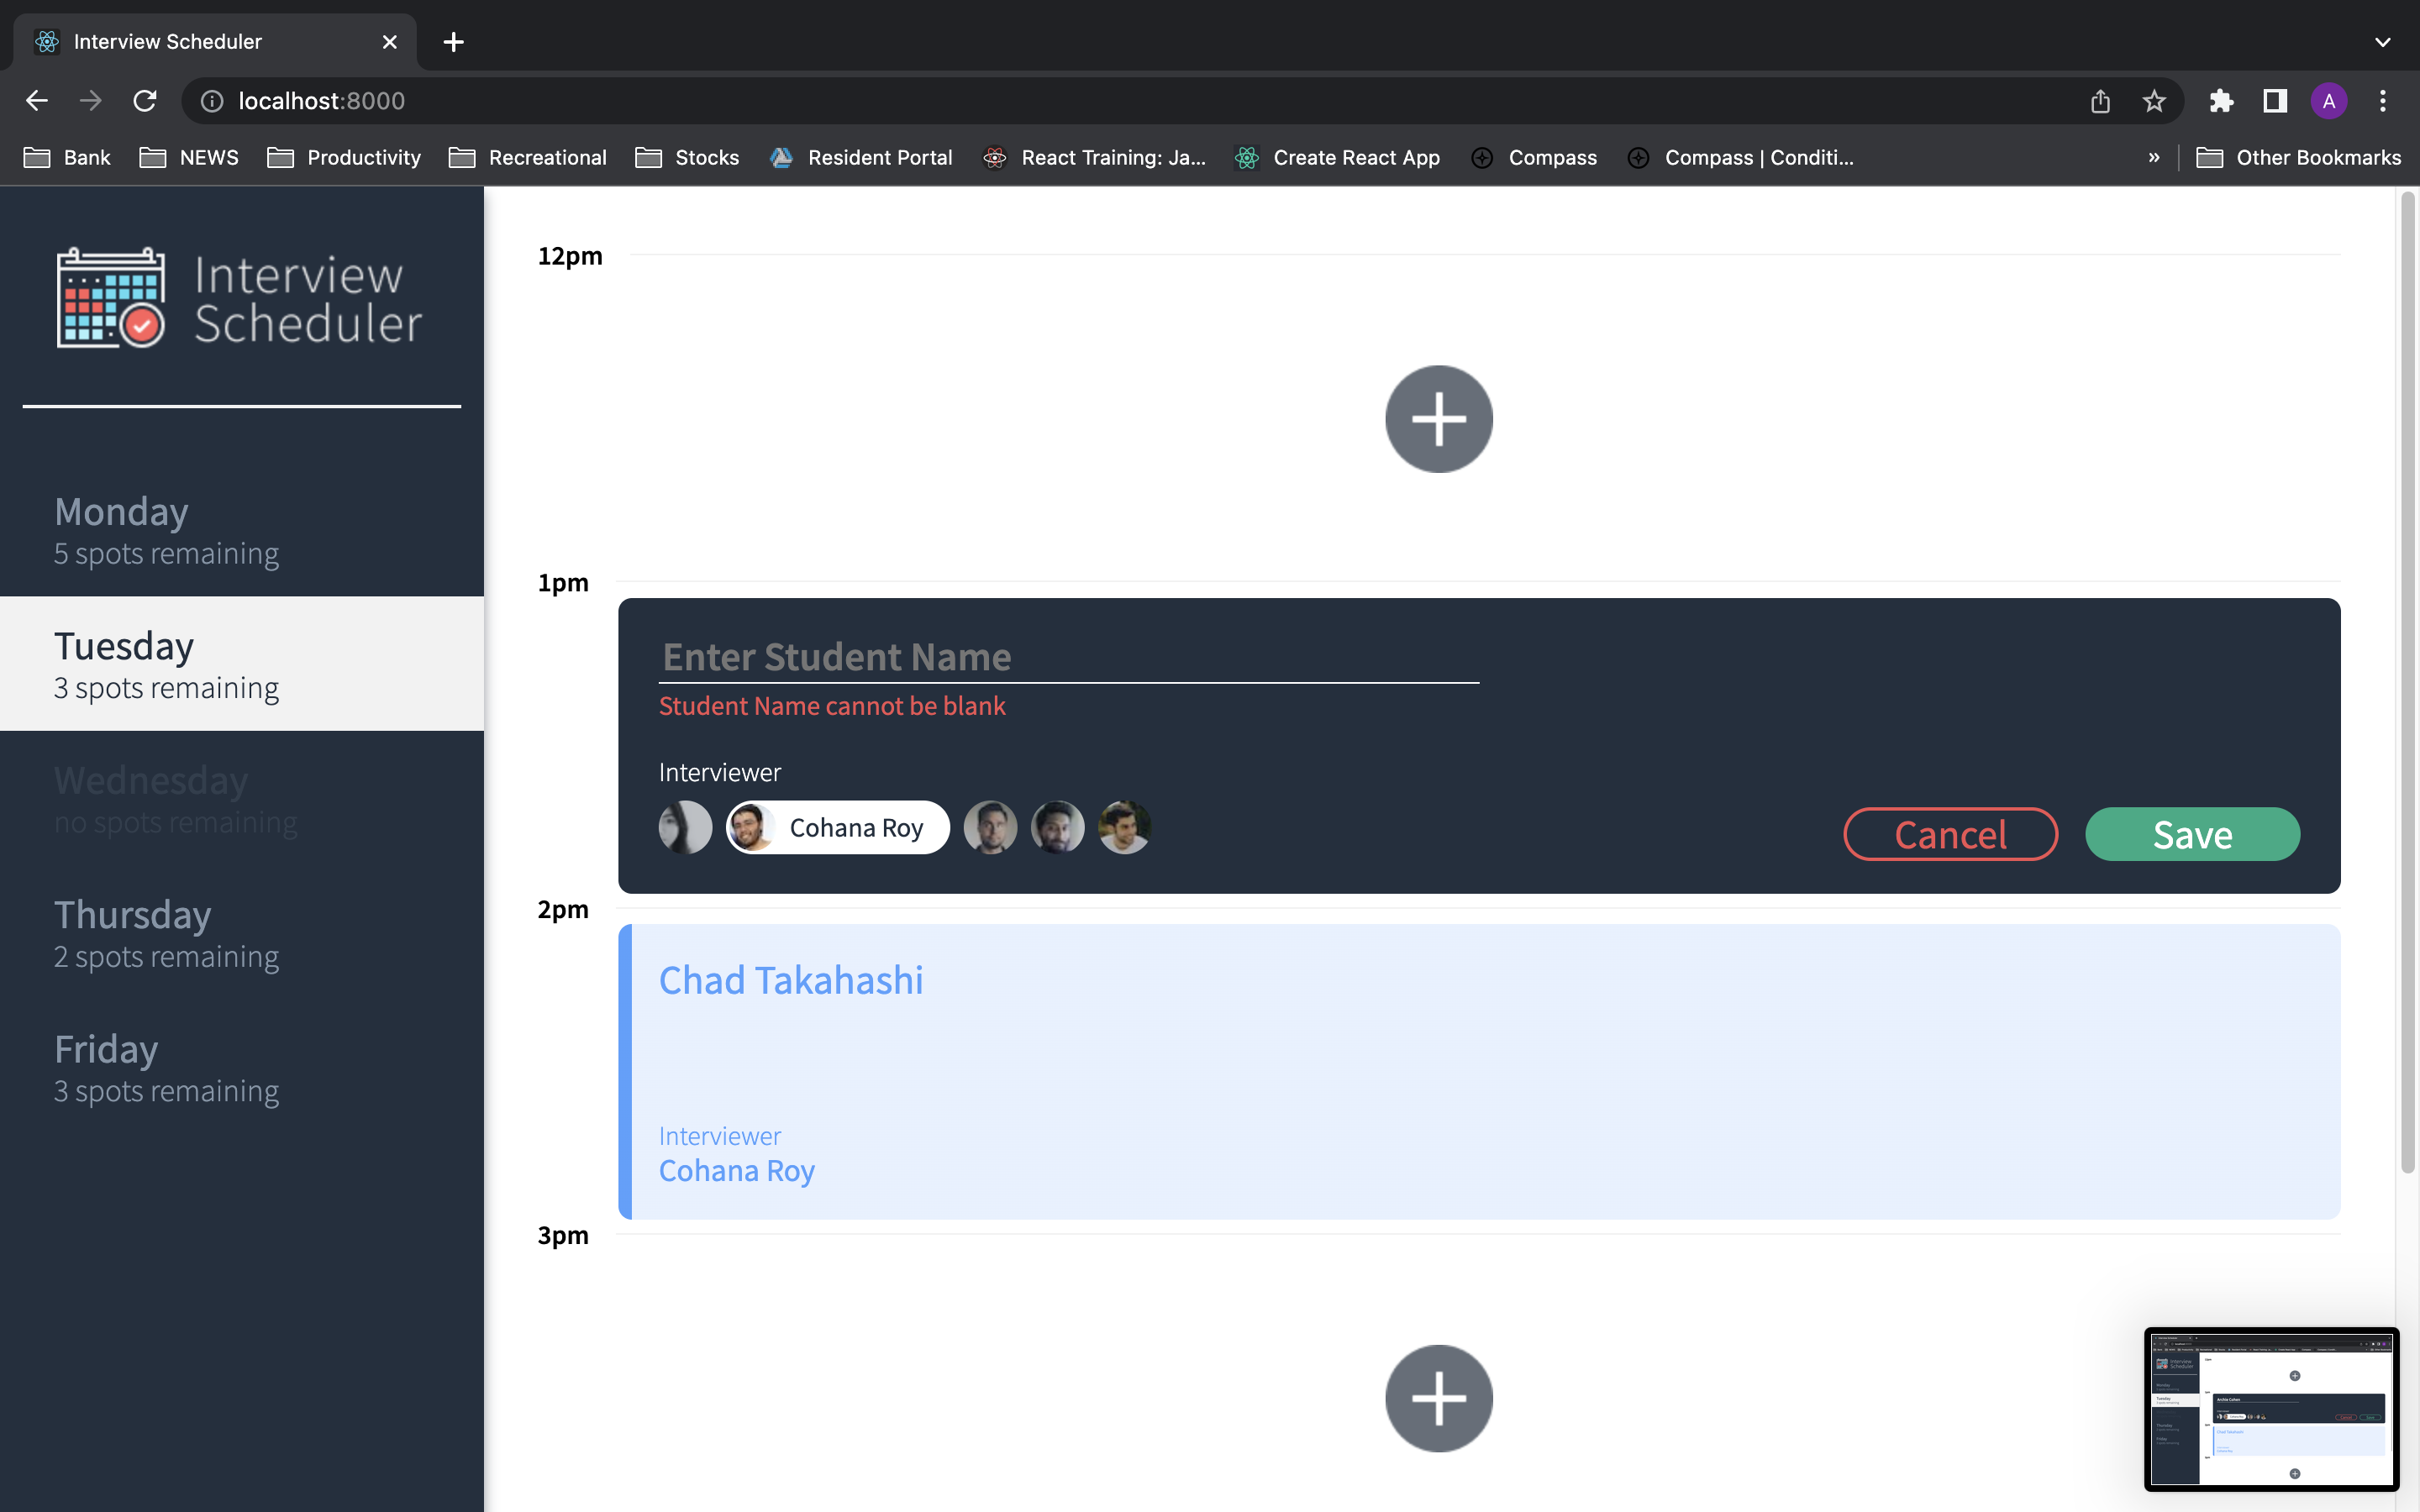 Interview Scheduler
localhost:8000
A
Bank
NEWS
Productivity
Recreational
Stocks
Resident Portal
React Training: Ja...
Create React App
Compass
Compass | Conditi...
»
Other Bookmarks
Interview
Scheduler
Monday
5 spots remaining
Tuesday
3 spots remaining
Wednesday
no spots remaining
Thursday
2 spots remaining
Friday
3 spots remaining
12pm
1pm
Enter Student Name
Student Name cannot be blank
Interviewer
Cohana Roy
Cancel
Save
2pm
Chad Takahashi
Interviewer
Cohana Roy
3pm